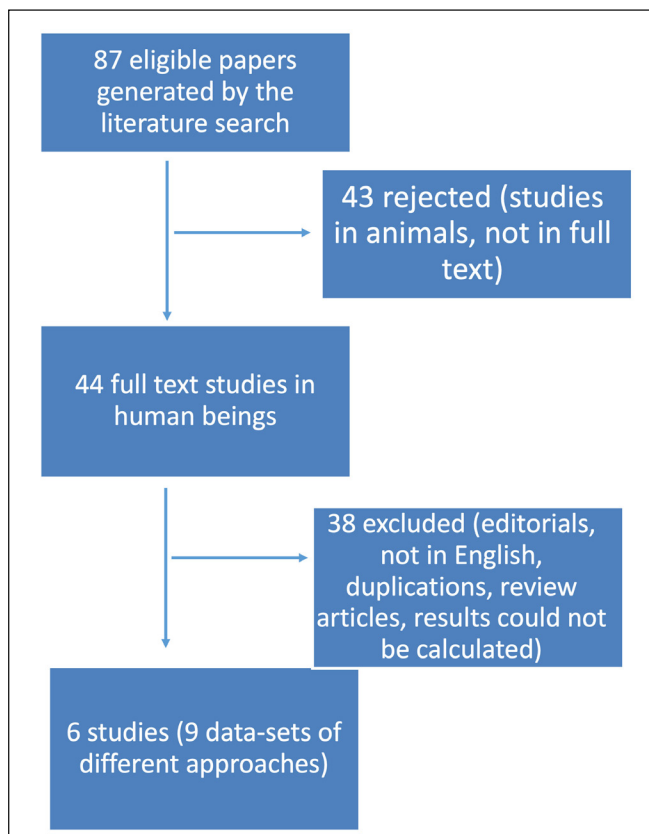 87 eligible papers
generated by the
literature search
43 rejected (studies
in animals, not in full
text)
44 full text studies in
human beings
38 excluded (editorials,
not in English,
duplications, review
articles, results could not
be calculated)
6 studies (9 data-sets of
different approaches)